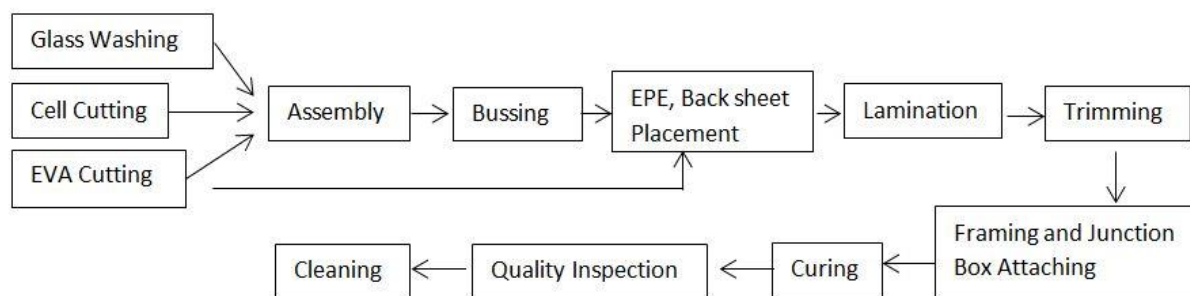 Glass Washing
Cell Cutting
EVA Cutting
Assembly
Bussing
EPE, Back sheet
Placement
Lamination
Trimming
Framing and Junction
Box Attaching
Curing
Quality Inspection
Cleaning